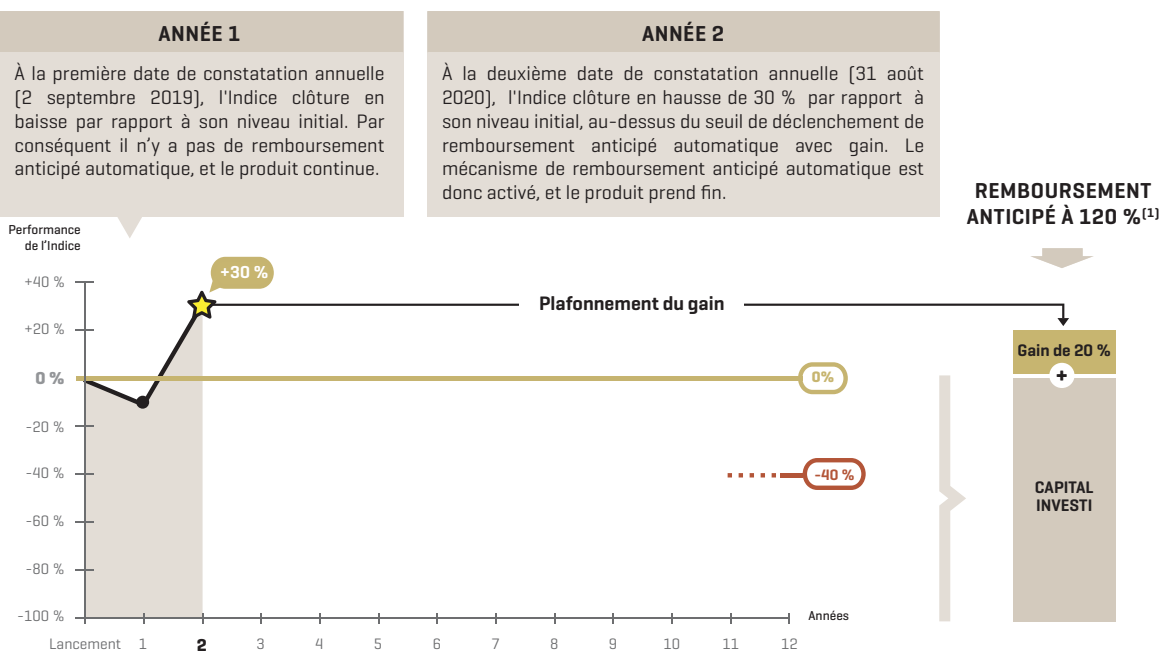 ANNÉE 1
À la première date de constatation annuelle
(2 septembre 2019), l'Indice clôture en
baisse par rapport à son niveau initial. Par
conséquent il n'y a pas de remboursement
anticipé automatique, et le produit continue.
ANNÉE 2
À la deuxième date de constatation annuelle (31 août
2020), l'Indice clôture en hausse de 30 % par rapport à
son niveau initial, au-dessus du seuil de déclenchement de
remboursement anticipé automatique avec gain. Le
mécanisme de remboursement anticipé automatique est
donc activé, et le produit prend fin.
REMBOURSEMENT
ANTICIPÉ À 120 %(1)
Performance
de l'Indice
+40 %
+20 %
0 %
-20 %
-40 %
-60 %
-80 %
-100 %
+30 %
Plafonnement du gain
0%
-40 %
Gain de 20 %
+
CAPITAL
INVESTI
Années
Lancement 1 2 3 4 5 6 7 8 9 10 11 12